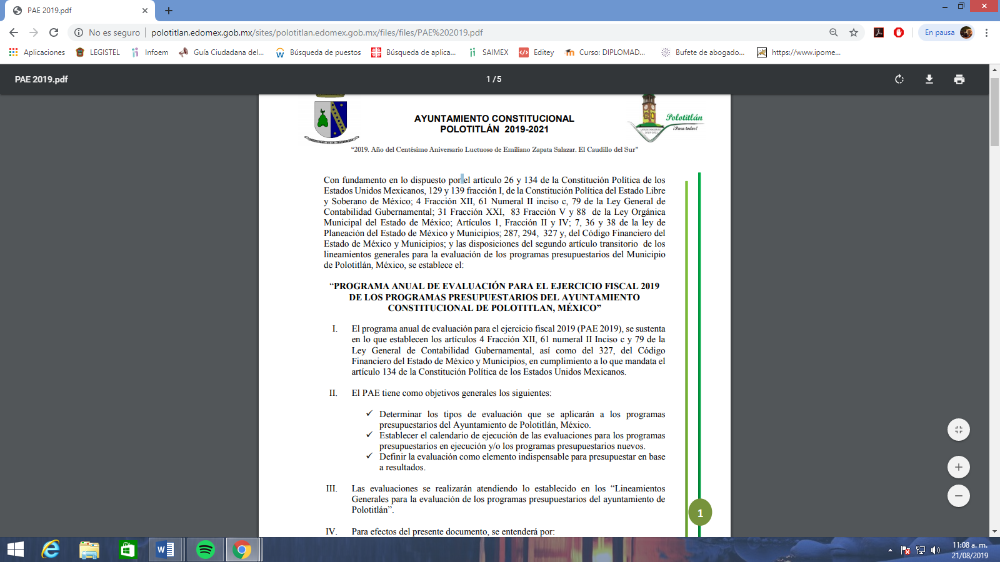 PAE 2019.pdf
No es seguro
polotitlan.edomex.gob.mx/sites/polotitlan.edomex.gob.mx/files/files/PAE%202019.pdf
En pausa
Aplicaciones
LEGISTEL
Infoem
Guía Ciudadana del...
Búsqueda de puestos
Búsqueda de aplica...
SAIMEX
Editey
Curso: DIPLOMAD...
Bufete de abogado...
https://www.ipome...
PAE 2019.pdf
1 / 5
AYUNTAMIENTO CONSTITUCIONAL
POLOTITLÁN 2019-2021
Polotitlán
¡Para todos!
AYUNTAMIENTO
2019-2021
“2019. Año del Centésimo Aniversario Luctuoso de Emiliano Zapata Salazar. El Caudillo del Sur”
Con fundamento en lo dispuesto por el artículo 26 y 134 de la Constitución Política de los
Estados Unidos Mexicanos, 129 y 139 fracción I, de la Constitución Política del Estado Libre
y Soberano de México; 4 Fracción XII, 61 Numeral II inciso c, 79 de la Ley General de
Contabilidad Gubernamental; 31 Fracción XXI, 83 Fracción V y 88 de la Ley Orgánica
Municipal del Estado de México; Artículos 1, Fracción II y IV; 7, 36 y 38 de la ley de
Planeación del Estado de México y Municipios; 287, 294, 327 y, del Código Financiero del
Estado de México y Municipios; y las disposiciones del segundo artículo transitorio de los
lineamientos generales para la evaluación de los programas presupuestarios del Municipio
de Polotitlán, México, se establece el:
“PROGRAMA ANUAL DE EVALUACIÓN PARA EL EJERCICIO FISCAL 2019
DE LOS PROGRAMAS PRESUPUESTARIOS DEL AYUNTAMIENTO
CONSTITUCIONAL DE POLOTITLAN, MÉXICO”
I. El programa anual de evaluación para el ejercicio fiscal 2019 (PAE 2019), se sustenta
en lo que establecen los artículos 4 Fracción XII, 61 numeral II Inciso c y 79 de la
Ley General de Contabilidad Gubernamental, así como del 327, del Código
Financiero del Estado de México y Municipios, en cumplimiento a lo que mandata el
artículo 134 de la Constitución Política de los Estados Unidos Mexicanos.
II. El PAE tiene como objetivos generales los siguientes:
✓ Determinar los tipos de evaluación que se aplicarán a los programas
presupuestarios del Ayuntamiento de Polotitlán, México.
✓ Establecer el calendario de ejecución de las evaluaciones para los programas
presupuestarios en ejecución y/o los programas presupuestarios nuevos.
✓ Definir la evaluación como elemento indispensable para presupuestar en base
a resultados.
III. Las evaluaciones se realizarán atendiendo lo establecido en los “Lineamientos
Generales para la evaluación de los programas presupuestarios del ayuntamiento de
Polotitlán”.
1
IV. Para efectos del presente documento, se entenderá por:
11:08 a. m.
21/08/2019